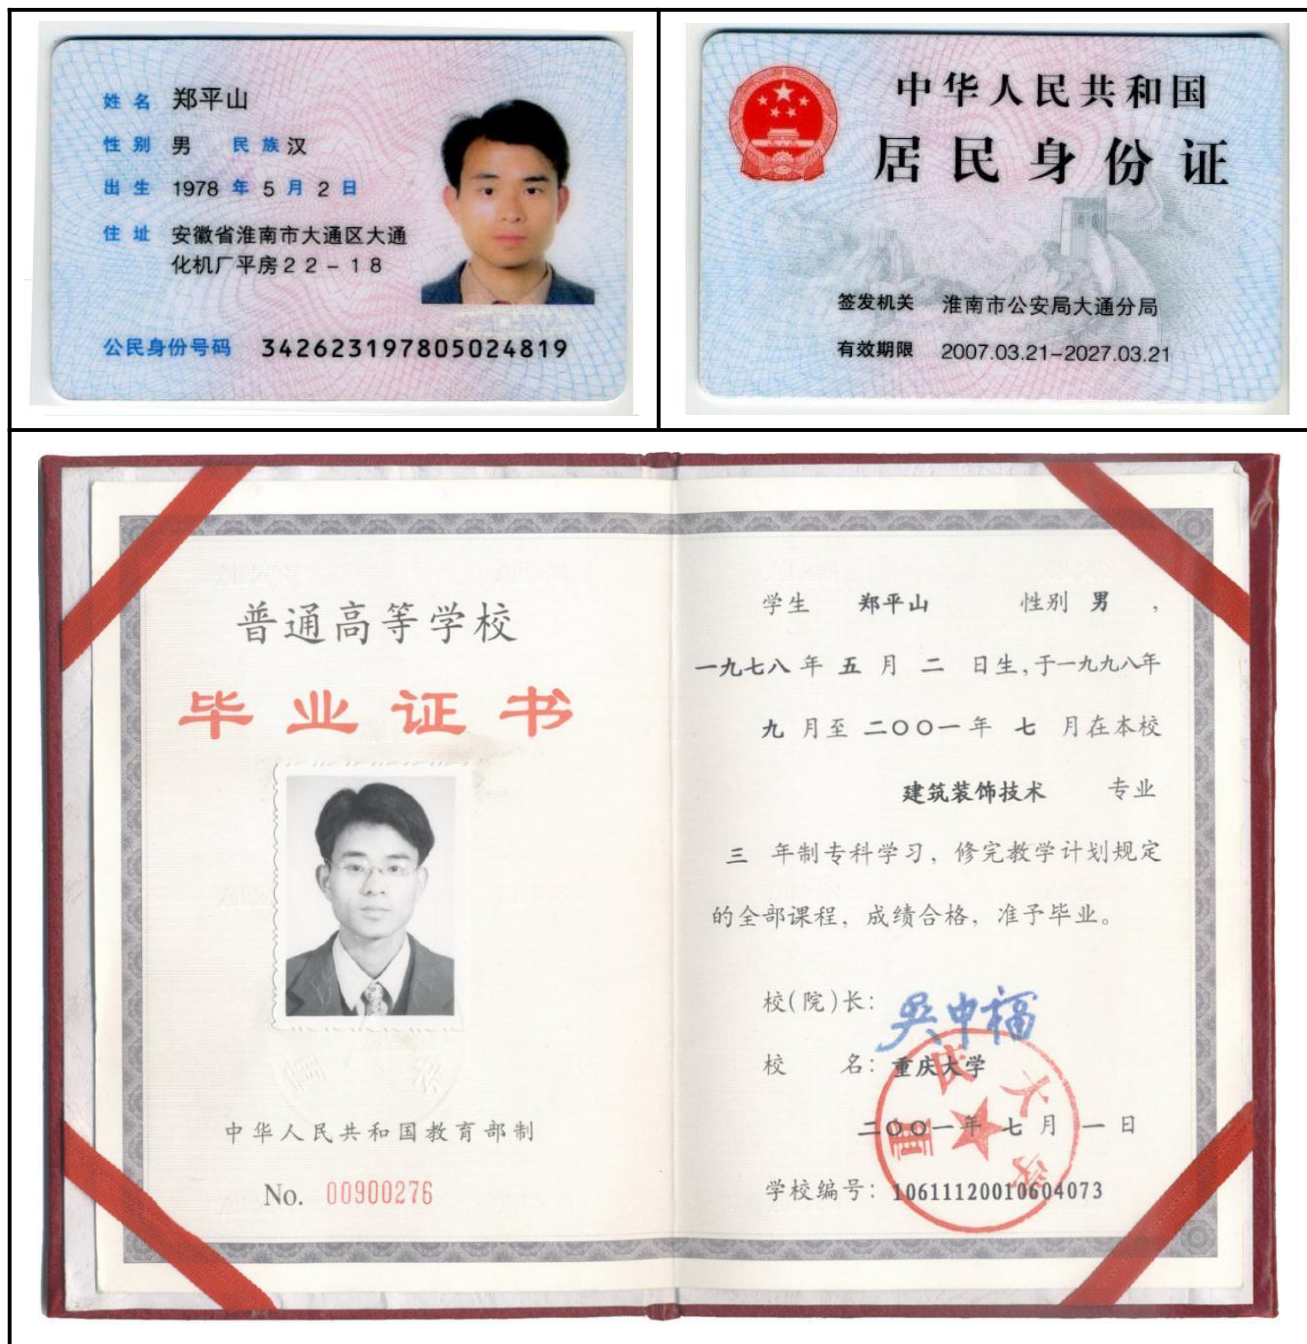 姓名 郑平山
性别 男 民族 汉
出生 1978 年 5 月 2 日
住址 安徽省淮南市大通区大通
化机厂平房22-18
公民身份号码 342623197805024819
中华人民共和国
居民身份证
签发机关 淮南市公安局大通分局
有效期限 2007.03.21-2027.03.21
普通高等学校
毕业证书
中华人民共和国教育部制
No. 00900276
学生 郑平山 性别 男 ,
一九七八年 五 月 二 日生,于一九九八年
九 月至 二〇〇一年 七 月在本校
建筑装饰技术 专业
三 年制专科学习，修完教学计划规定
的全部课程，成绩合格，准予毕业。
校(院)长: 吴中福
校 名: 重庆大学
二〇〇一年 七 月 一 日
学校编号: 10611120010604073
重庆大学